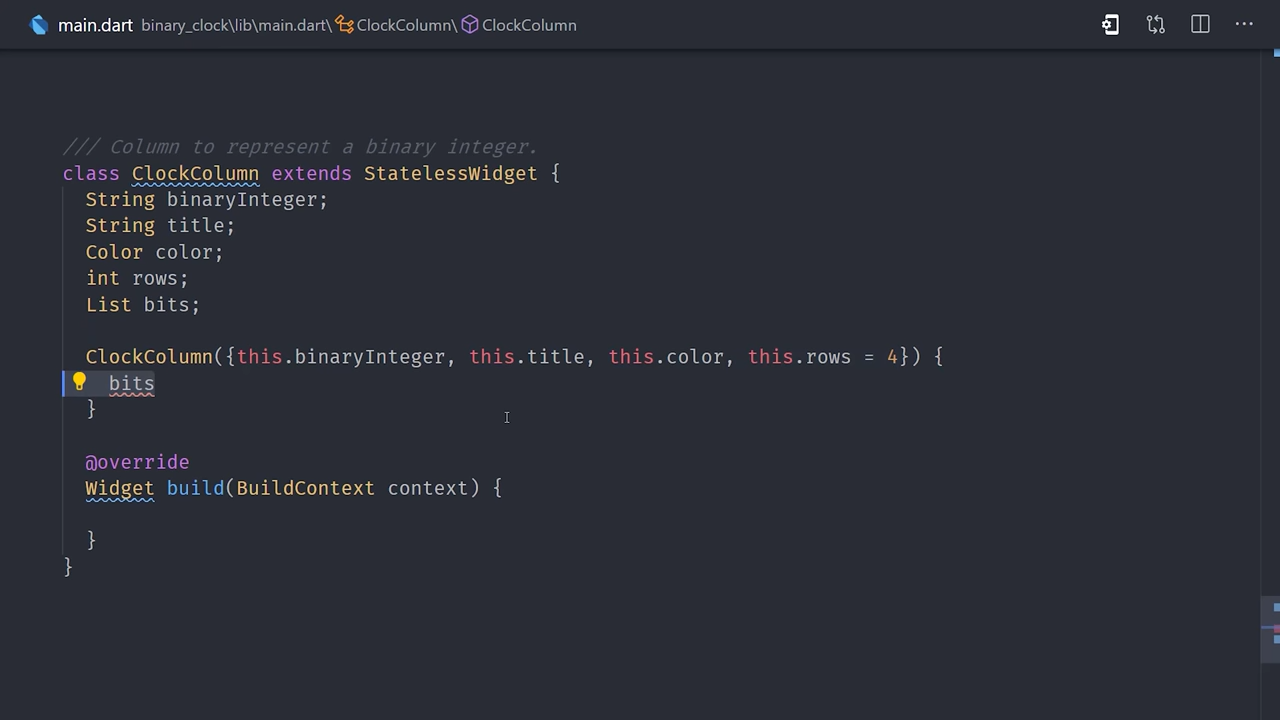 main.dart binary_clock\lib\main.dart\ClockColumn\ClockColumn
/// Column to represent a binary integer.
class ClockColumn extends StatelessWidget {
String binaryInteger;
String title;
Color color;
int rows;
List bits;
ClockColumn({this.binaryInteger, this.title, this.color, this.rows = 4}) {
bits
}
@override
Widget build(BuildContext context) {
}
}